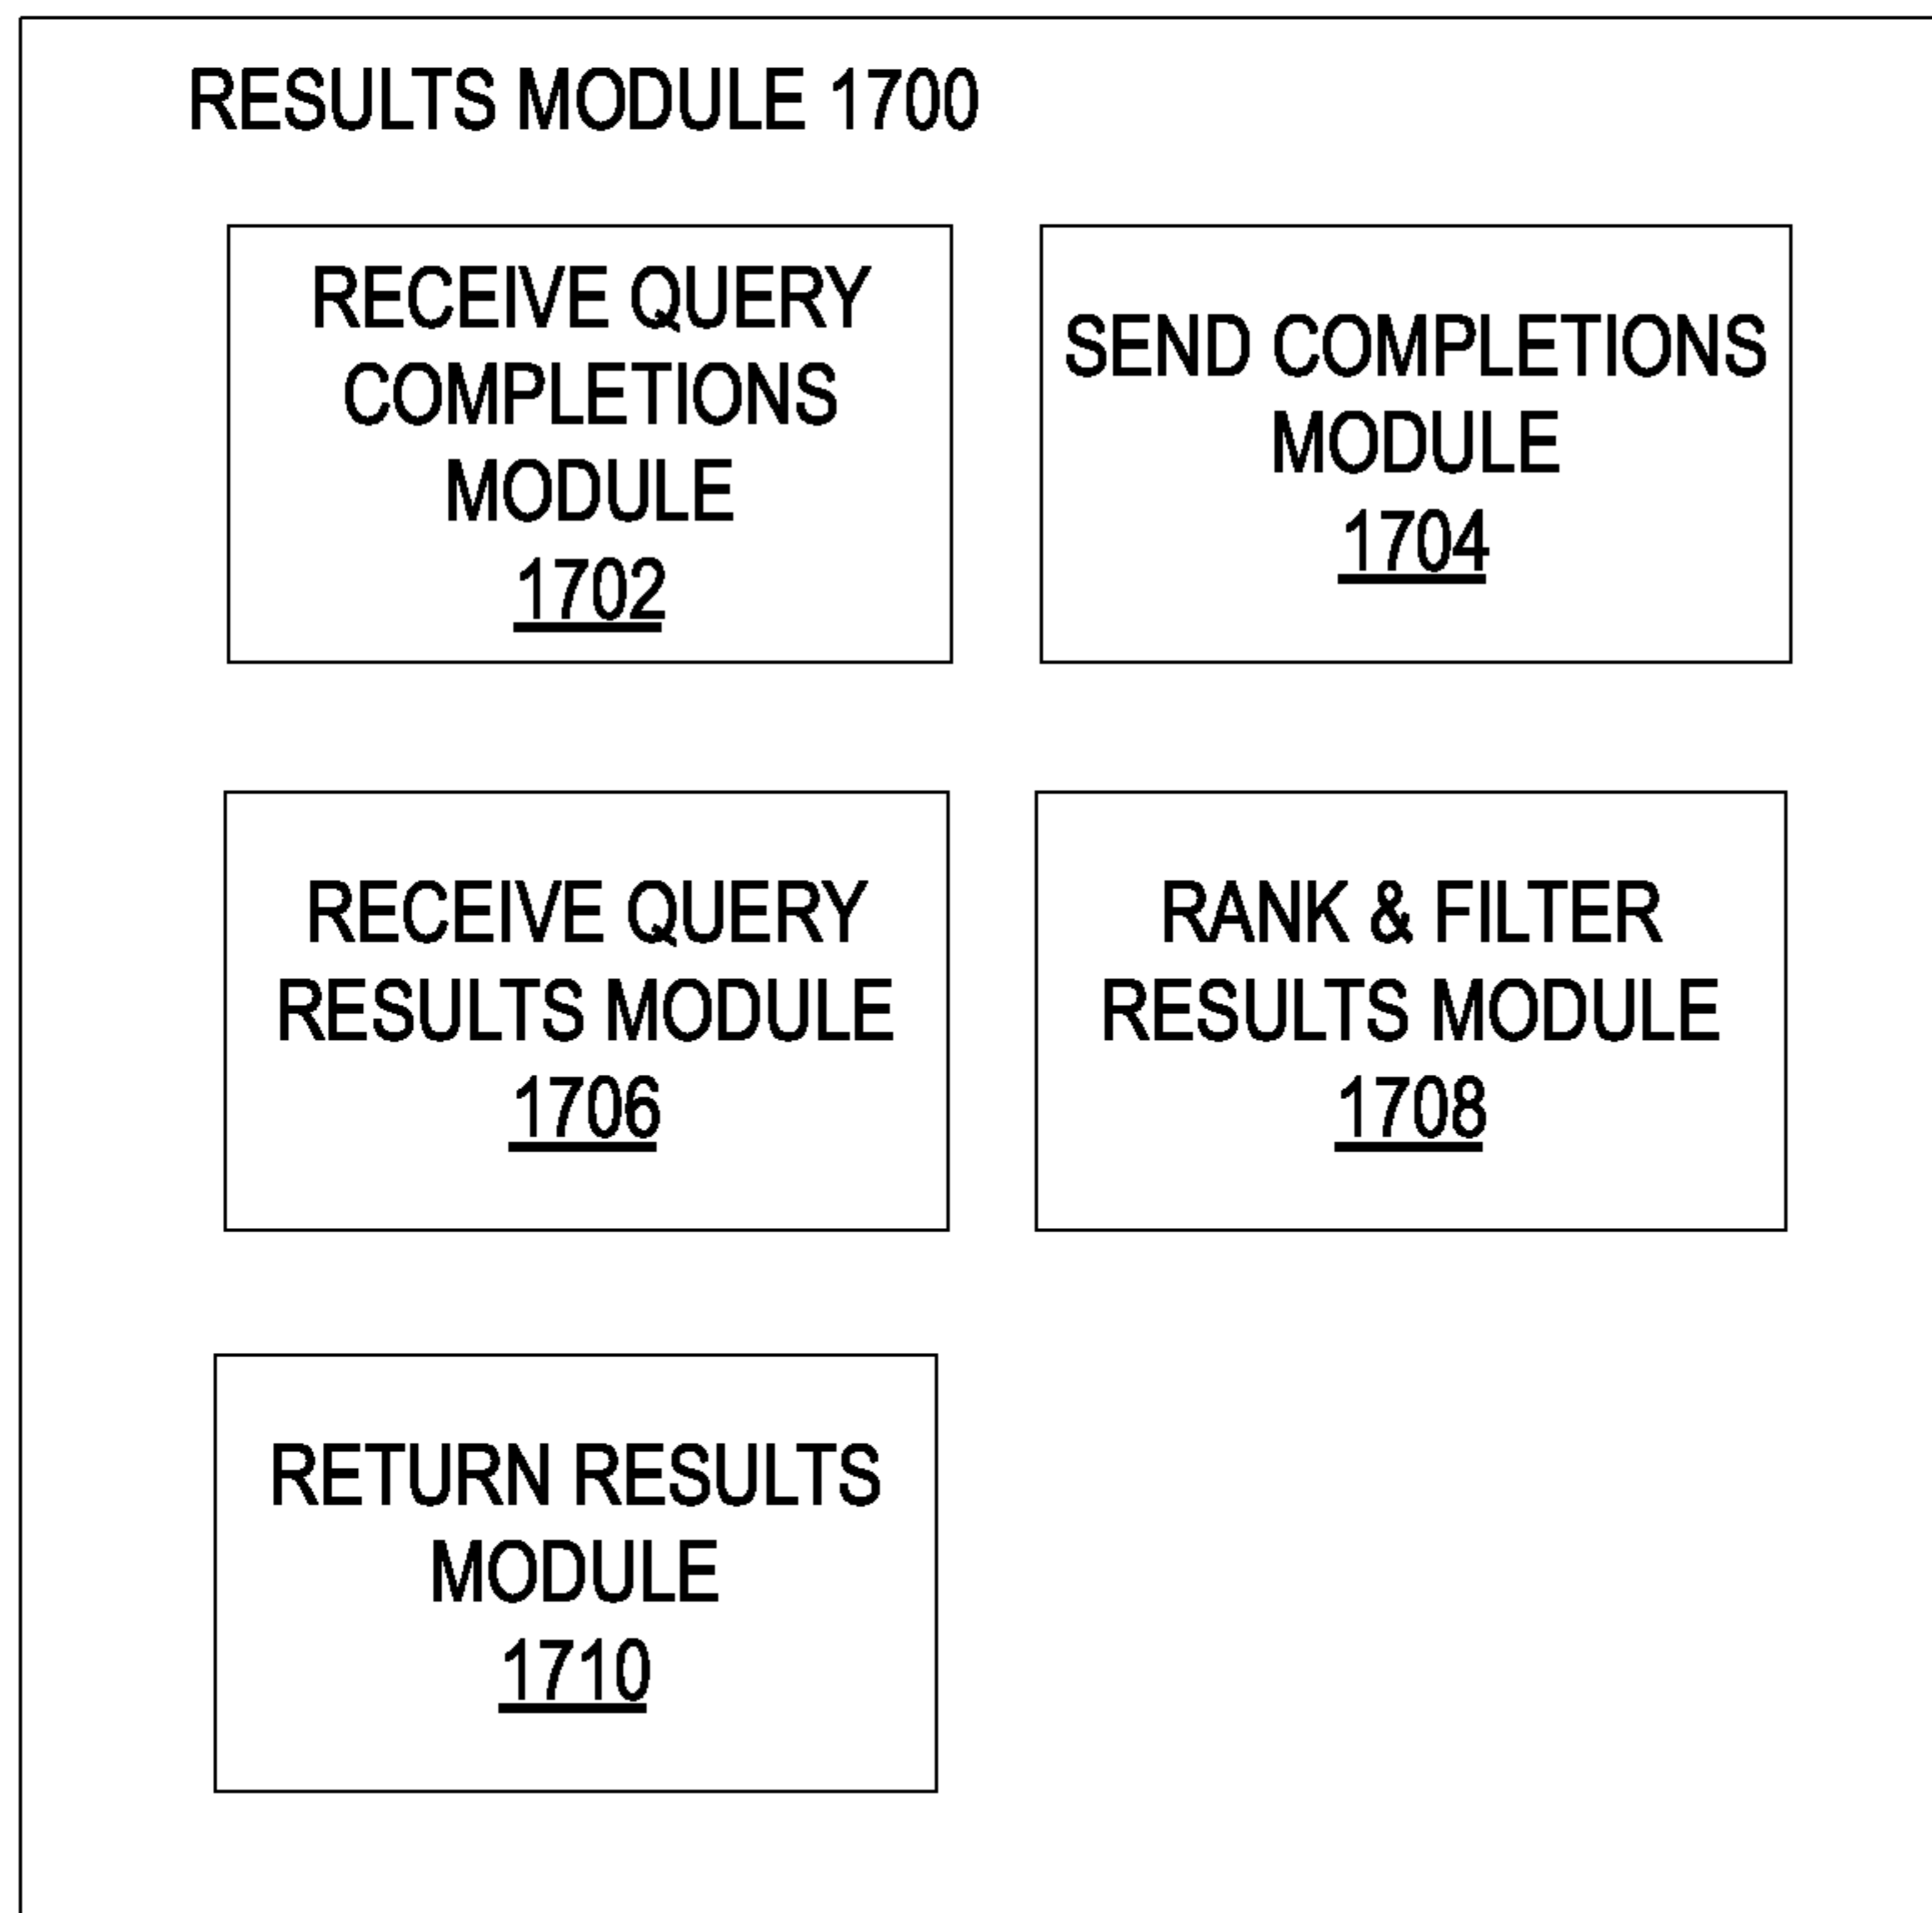 RESULTS MODULE 1700
RECEIVE QUERY
COMPLETIONS
MODULE
1702
SEND COMPLETIONS
MODULE
1704
RECEIVE QUERY
RESULTS MODULE
1706
RANK & FILTER
RESULTS MODULE
1708
RETURN RESULTS
MODULE
1710